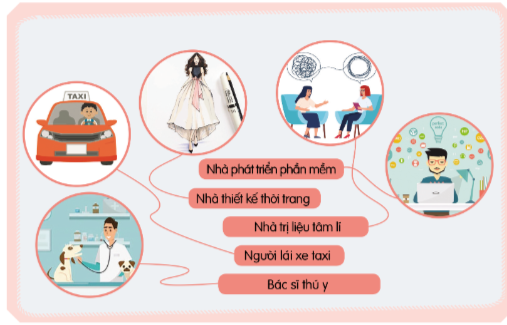 TAXI
Nhà phát triển phần mềm
Nhà thiết kế thời trang
Nhà trị liệu tâm lí
Người lái xe taxi
Bác sĩ thú y